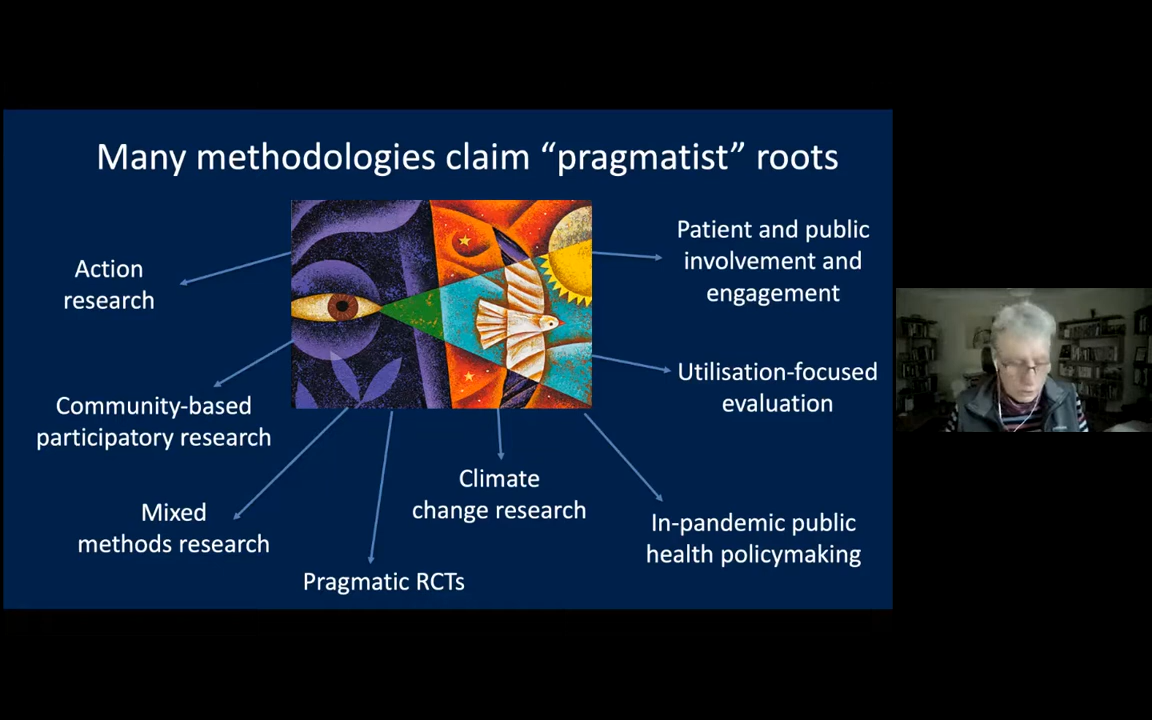 Many methodologies claim “pragmatist” roots
Action
research
Community-based
participatory research
Mixed
methods research
Pragmatic RCTs
Climate
change research
Patient and public
involvement and
engagement
Utilisation-focused
evaluation
In-pandemic public
health policymaking